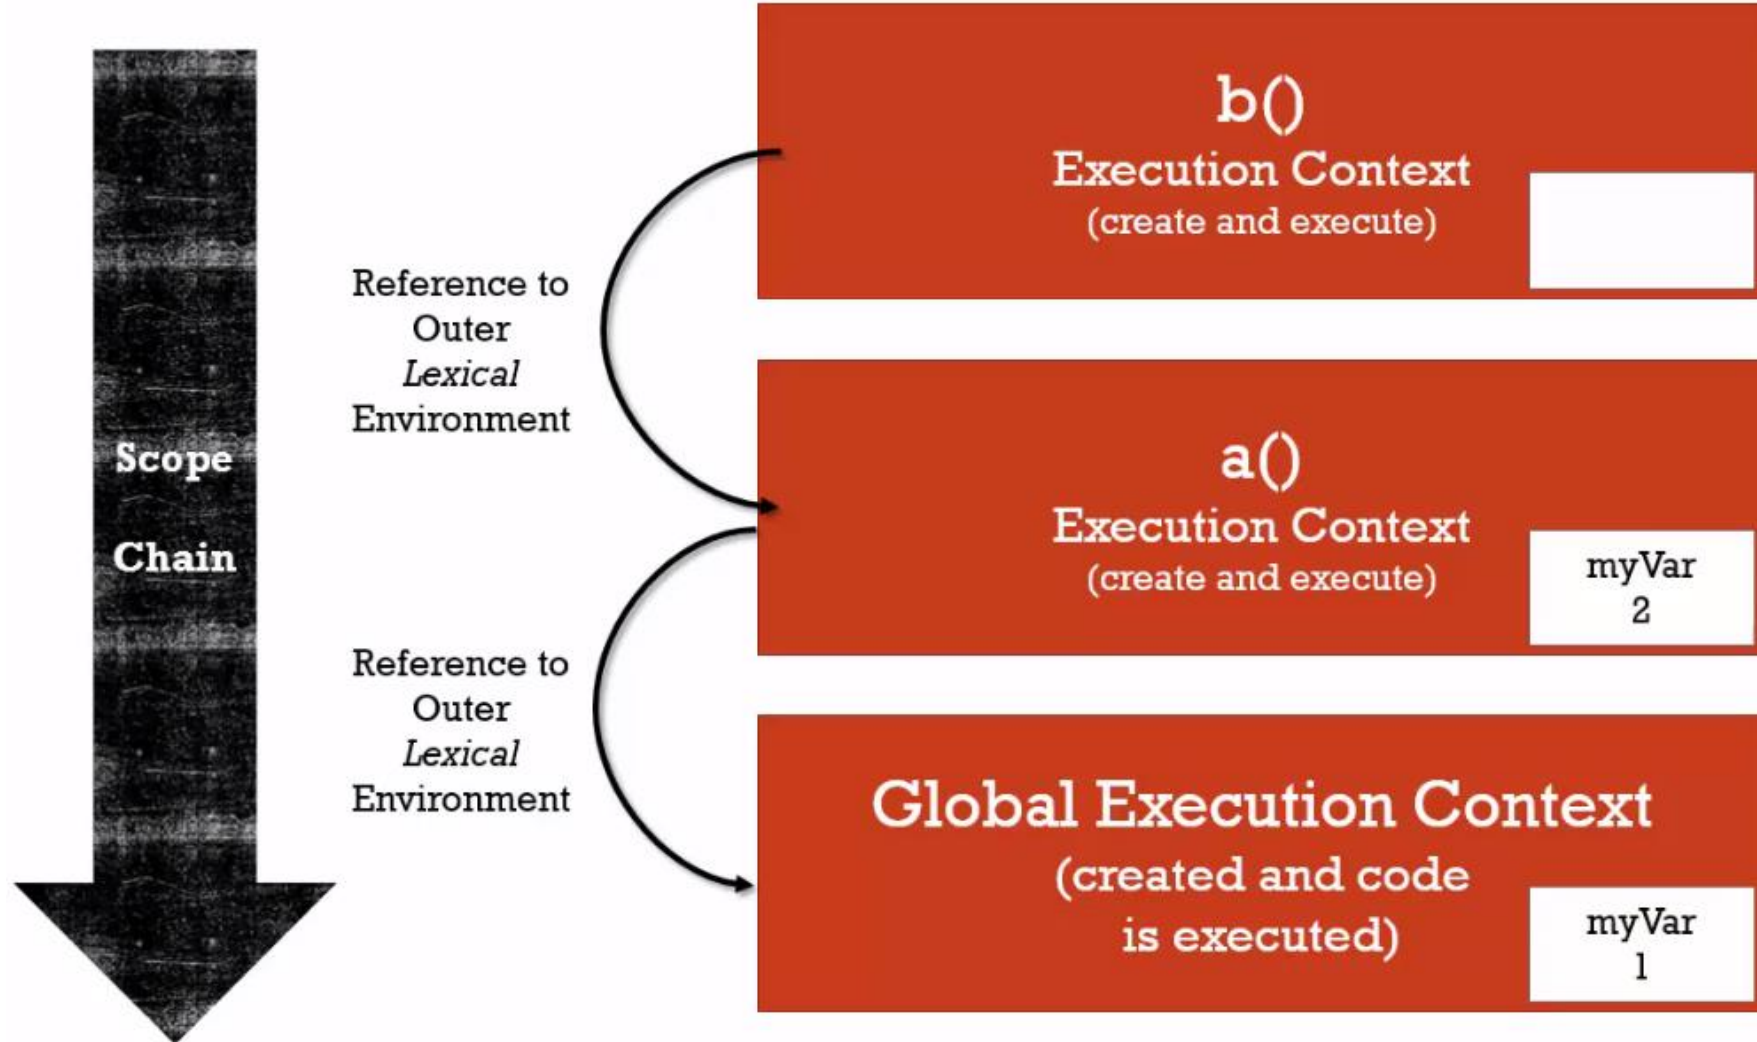 b()
Execution Context
(create and execute)
Reference to
Outer
Lexical
Environment
Scope
Chain
a()
Execution Context
(create and execute)
myVar
2
Reference to
Outer
Lexical
Environment
Global Execution Context
(created and code
is executed)
myVar
1